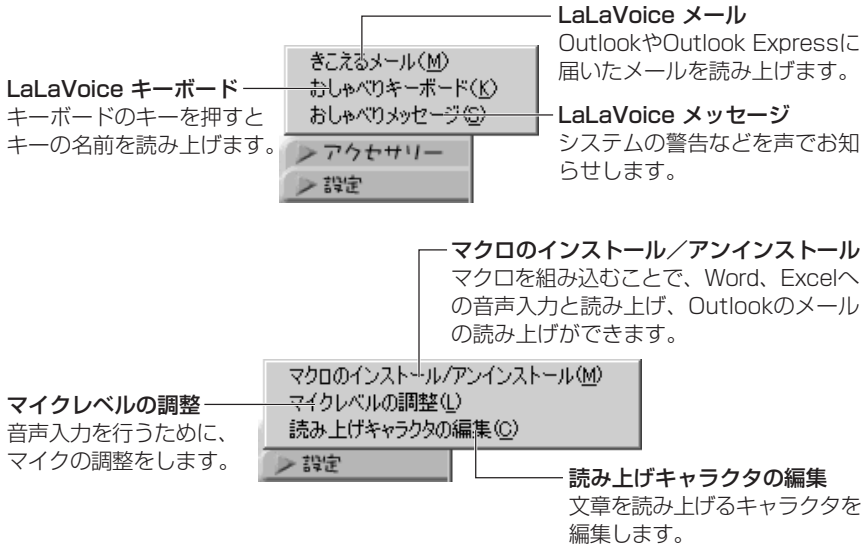 LaLaVoice メール
OutlookやOutlook Expressに
届いたメールを読み上げます。
きこえるメール(M)
おしゃべりキーボード(K)
おしゃべりメッセージ(G)
アクセサリー
設定
LaLaVoice キーボード
キーボードのキーを押すと
キーの名前を読み上げます。
LaLaVoice メッセージ
システムの警告などを声でお知
らせします。
マクロのインストール／アンインストール
マクロを組み込むことで、Word、Excelへ
の音声入力と読み上げ、Outlookのメール
の読み上げができます。
マクロのインストール/アンインストール(M)
マイクレベルの調整(L)
読み上げキャラクタの編集(C)
設定
マイクレベルの調整
音声入力を行うために、
マイクの調整をします。
読み上げキャラクタの編集
文章を読み上げるキャラクタを
編集します。